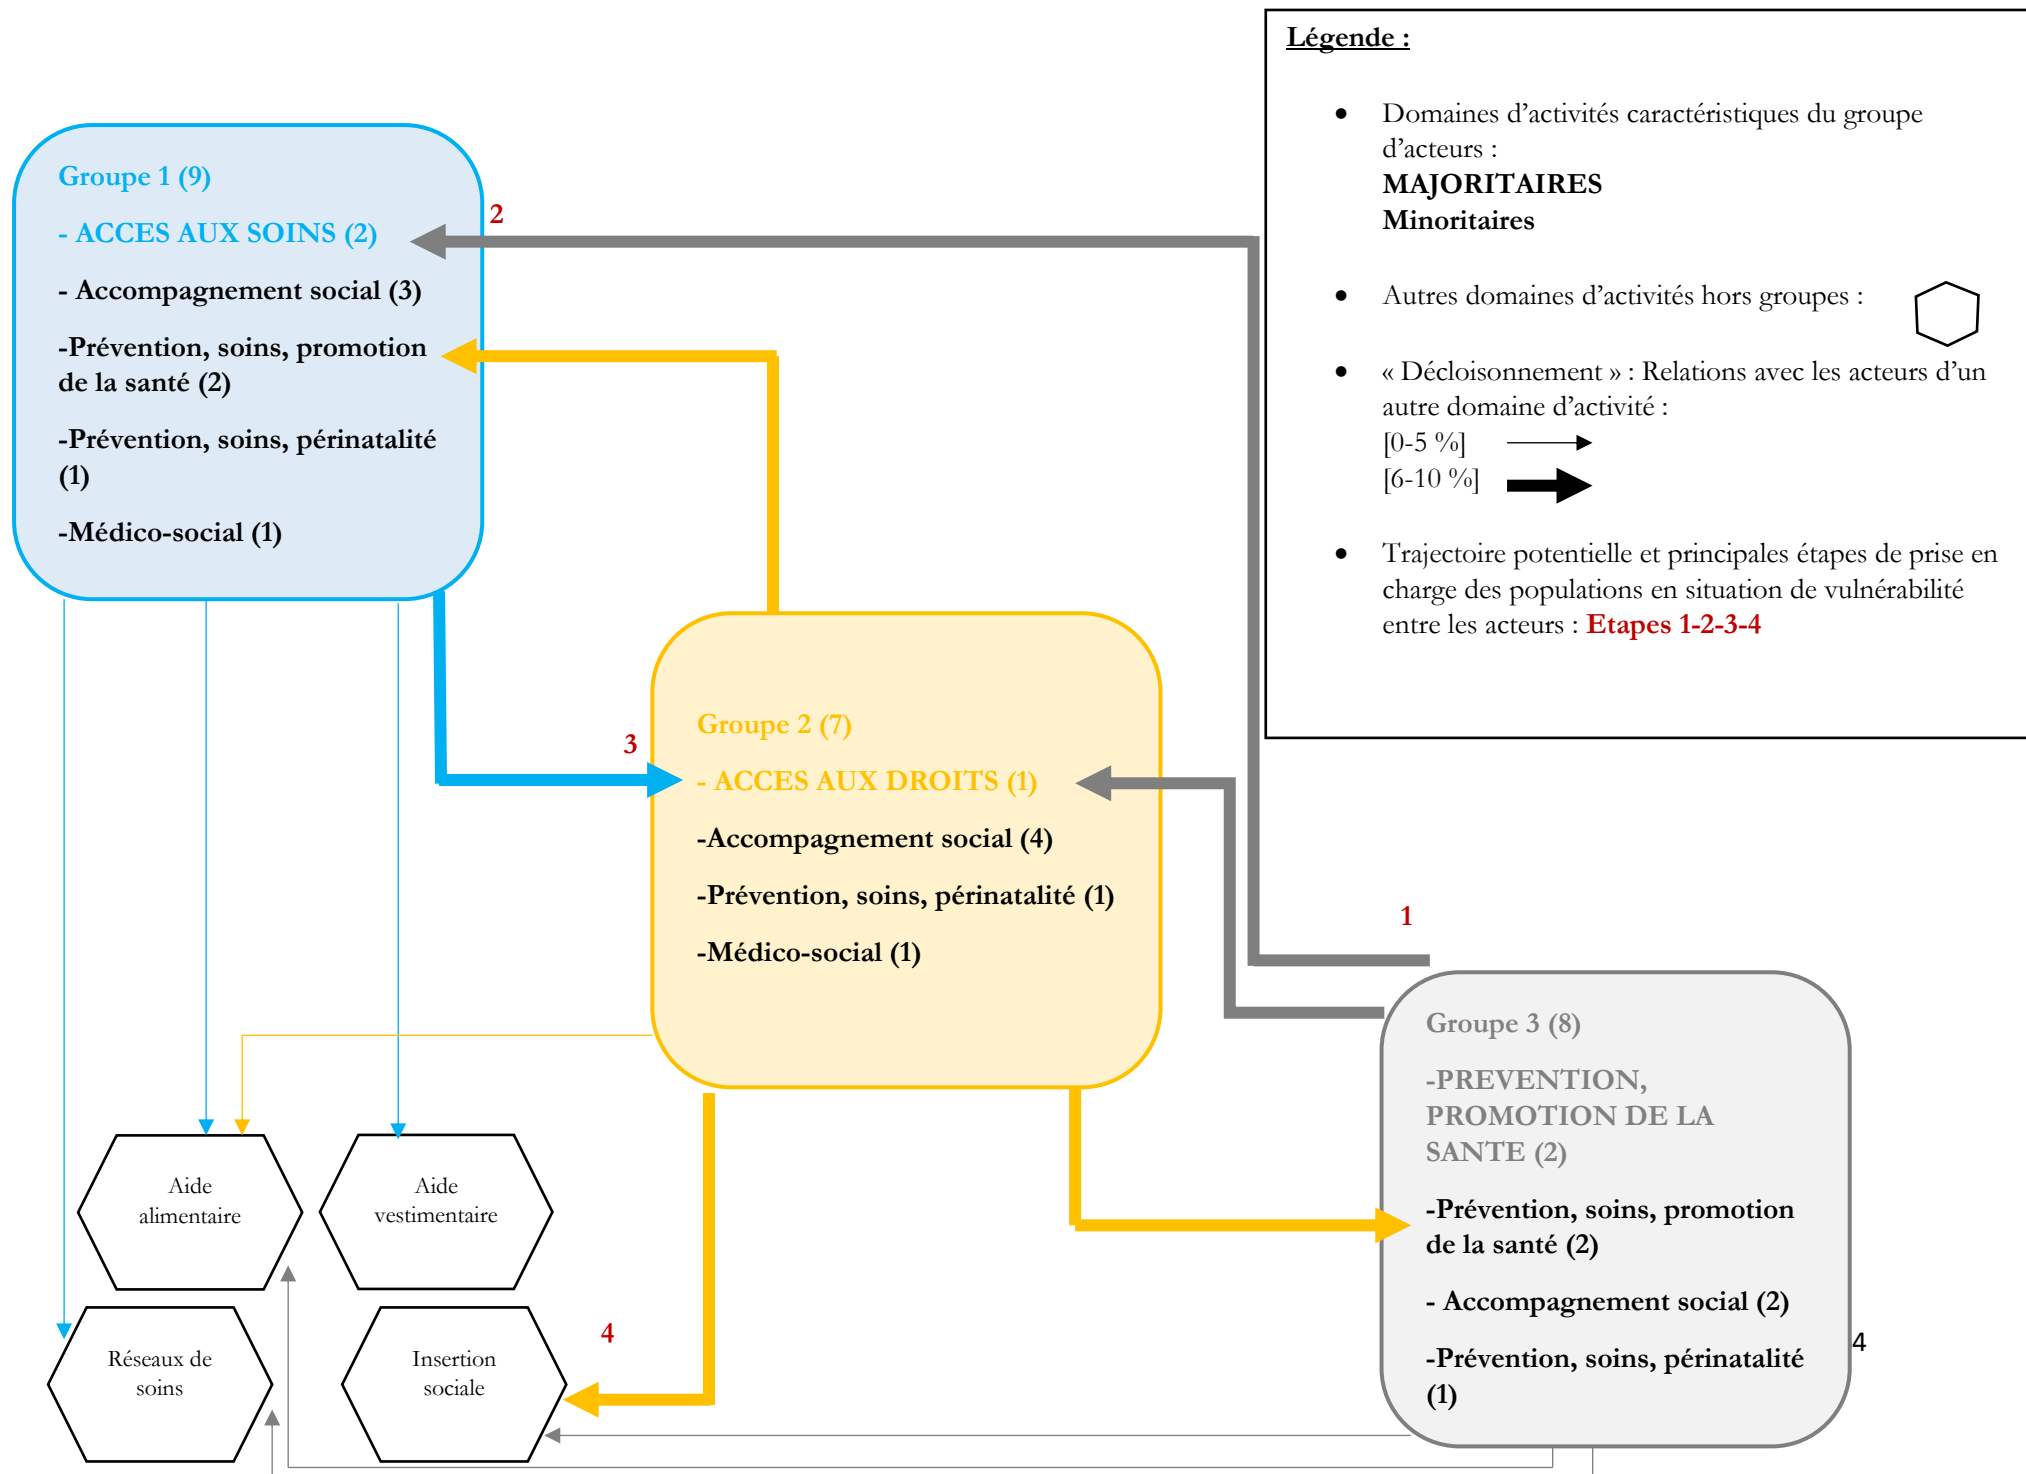 Légende :
• Domaines d'activités caractéristiques du groupe
d'acteurs :
MAJORITAIRES
Minoritaires
• Autres domaines d'activités hors groupes :
• « Décloisonnement » : Relations avec les acteurs d'un
autre domaine d'activité :
[0-5 %]
[6-10 %]
• Trajectoire potentielle et principales étapes de prise en
charge des populations en situation de vulnérabilité
entre les acteurs : Etapes 1-2-3-4
Groupe 1 (9)
- ACCES AUX SOINS (2)
- Accompagnement social (3)
-Prévention, soins, promotion
de la santé (2)
-Prévention, soins, périnatalité
(1)
-Médico-social (1)
2
3
Groupe 2 (7)
- ACCES AUX DROITS (1)
-Accompagnement social (4)
-Prévention, soins, périnatalité (1)
-Médico-social (1)
1
Groupe 3 (8)
-PREVENTION,
PROMOTION DE LA
SANTE (2)
-Prévention, soins, promotion
de la santé (2)
- Accompagnement social (2)
-Prévention, soins, périnatalité
(1)
Aide
alimentaire
Aide
vestimentaire
Réseaux de
soins
Insertion
sociale
4
4